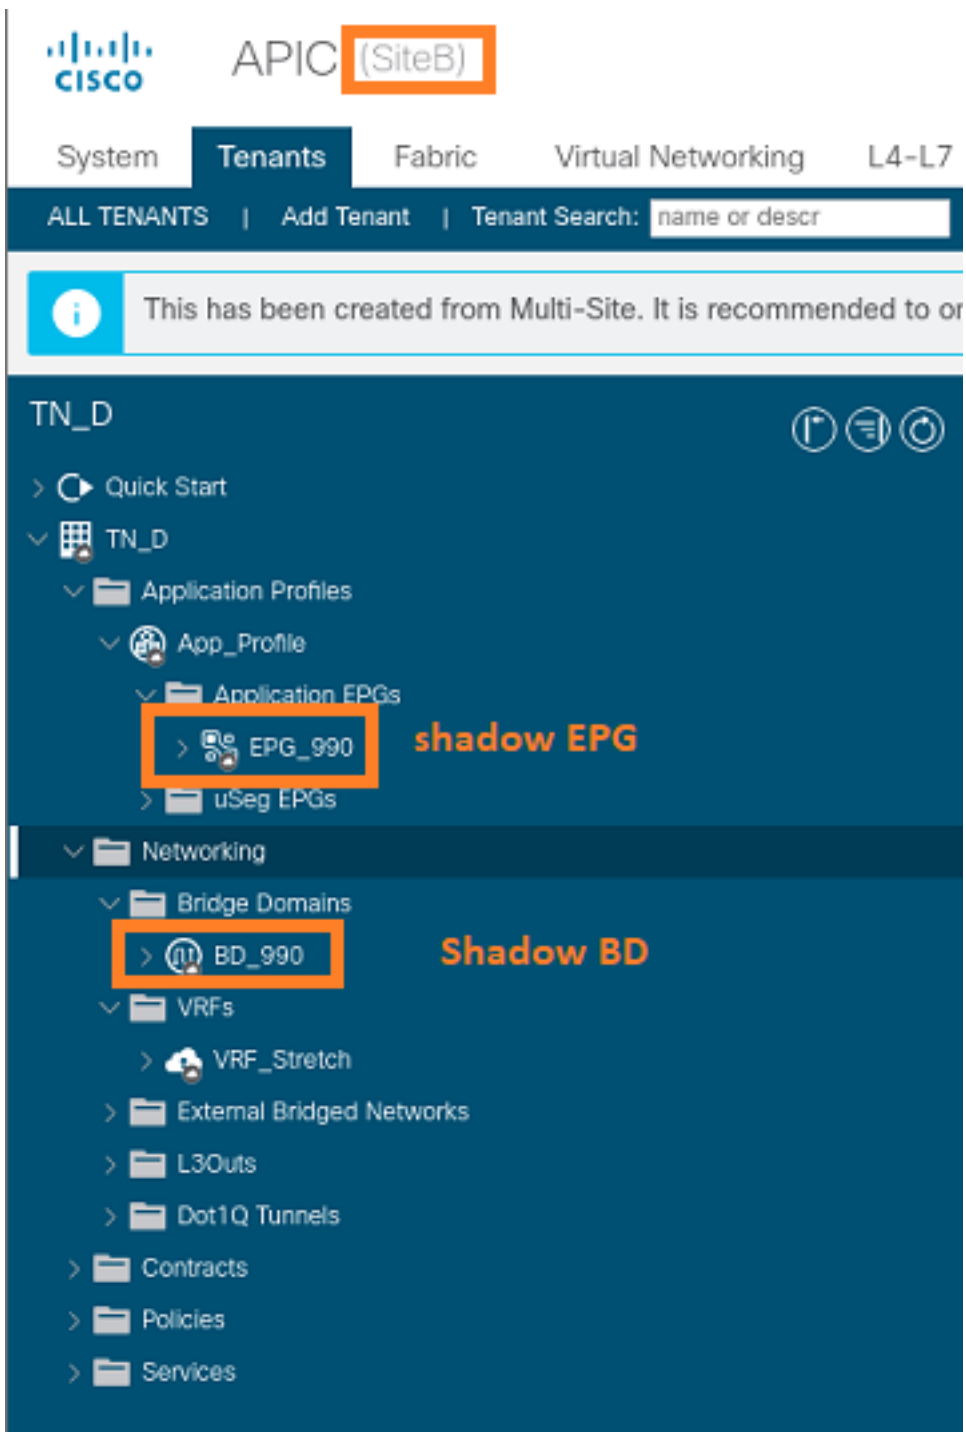 CISCO APIC (SiteB)
System Tenants Fabric Virtual Networking L4-L7
ALL TENANTS | Add Tenant | Tenant Search: name or descr
This has been created from Multi-Site. It is recommended to
TN_D
Quick Start
TN_D
Application Profiles
App_Profile
Application EPGs
EPG_990 shadow EPG
uSeg EPGs
Networking
Bridge Domains
BD_990 Shadow BD
VRFs
VRF_Stretch
External Bridged Networks
L3Outs
Dot1Q Tunnels
Contracts
Policies
Services